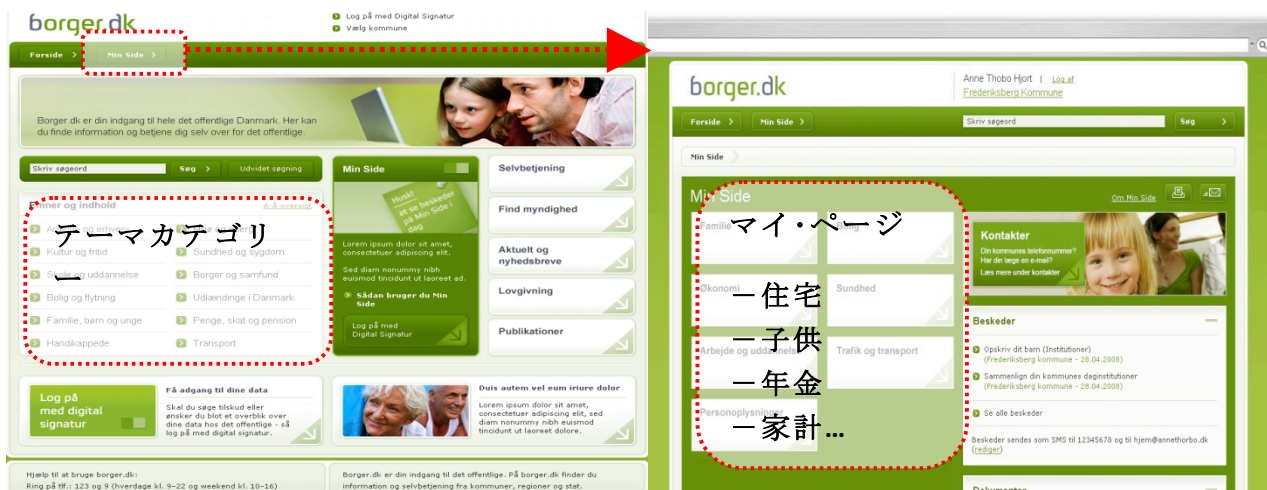 borger.dk
Log på med Digital Signatur
Vælg kommune
Forside >
Min Side >
Borger.dk er din indgang til hele det offentlige Danmark. Her kan
du finde information og betjene dig selv over for det offentlige.
Skriv søgeord
Søg >
Udvidet søgning
Emner og indhold
A-Å oversigt
テーマカテゴリ
ー
Kultur og fritid
Sundhed og sygdom
Skole og uddannelse
Borger og samfund
Bolig og flytning
Udlændinge i Danmark
Familie, børn og unge
Penge, skat og pension
Handikappede
Transport
Min Side
Husk!
at se beskeder
på Min Side i
dag
Lorem ipsum dolor sit amet,
consectetuer adipiscing elit.
Sed diam nonummy nibh
euismod tincidunt ut laoreet ad.
Sådan bruger du Min
Side
Log på med
Digital Signatur
Selvbetjening
Find myndighed
Aktuelt og
nyhedsbreve
Lovgivning
Publikationer
Log på
med digital
signatur
Få adgang til dine data
Skal du søge tilskud eller
ønsker du blot et overblik over
dine data hos det offentlige - så
log på med digital signatur.
Duis autem vel eum iriure dolor
Lorem ipsum dolor sit amet,
consectetuer adipiscing elit, sed
diam nonummy nibh euismod
tincidunt ut laoreet dolore.
Hjælp til at bruge borger.dk:
Ring på tlf.: 123 og 9 (hverdage kl. 9-22 og weekend kl. 10-16)
Borger.dk er din indgang til det offentlige. På borger.dk finder du
information og selvbetjening fra kommuner, regioner og stat.
borger.dk
Anne Thobo Hjort | Log af
Frederiksberg Kommune
Forside >
Min Side >
Skriv søgeord
Søg >
Min Side
Min Side
Om Min Side
マイ・ページ
Familie
Bolig
Økonomi
Sundhed
－住宅
－子供
Arbejde og uddannelse
Trafik og transport
－年金
Personoplysninger
－家計…
Kontakter
Din kommunes telefonnummer?
Har din læge en e-mail?
Læs mere under kontakter
Beskeder
Opskriv dit barn (Institutioner)
(Frederiksberg kommune - 28.04.2008)
Sammenlign din kommunes daginstitutioner
(Frederiksberg kommune - 28.04.2008)
Se alle beskeder
Beskeder sendes som SMS til 12345678 og til hjem@annethorbo.dk
(rediger)
Dokumenter